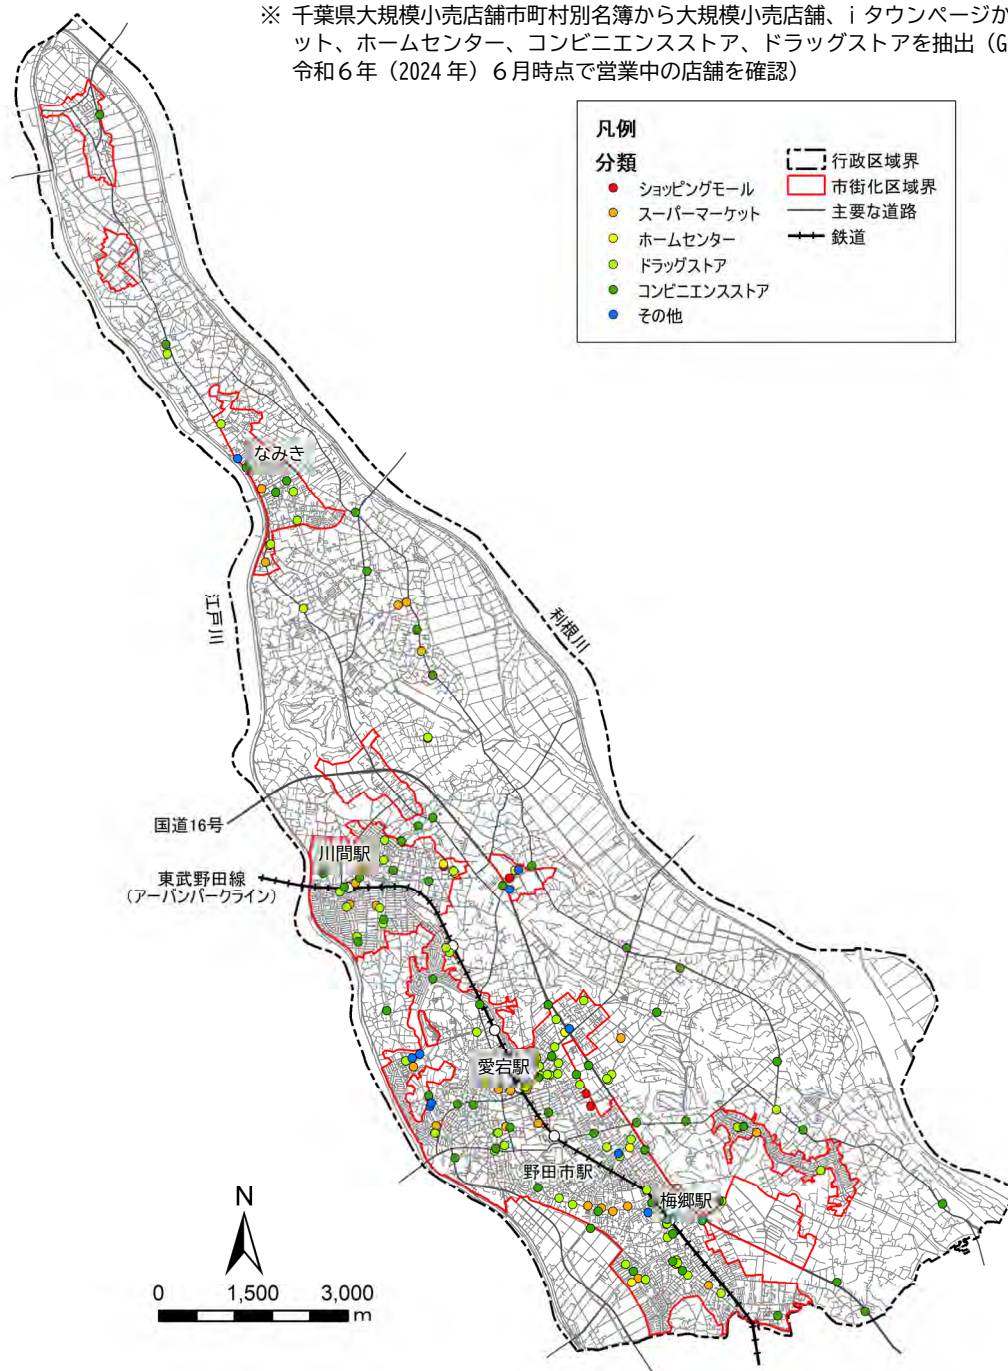 ※ 千葉県大規模小売店舗市町村別名簿から大規模小売店舗、ｉタウンページか
ット、ホームセンター、コンビニエンスストア、ドラッグストアを抽出（G
令和６年（2024年）６月時点で営業中の店舗を確認）
凡例
分類
ショッピングモール
スーパーマーケット
ホームセンター
ドラッグストア
コンビニエンスストア
その他
行政区域界
市街化区域界
主要な道路
鉄道
なみき
江戸川
利根川
国道16号
川間駅
東武野田線
（アーバンパークライン）
愛宕駅
野田市駅
梅郷駅
N
0 1,500 3,000
m